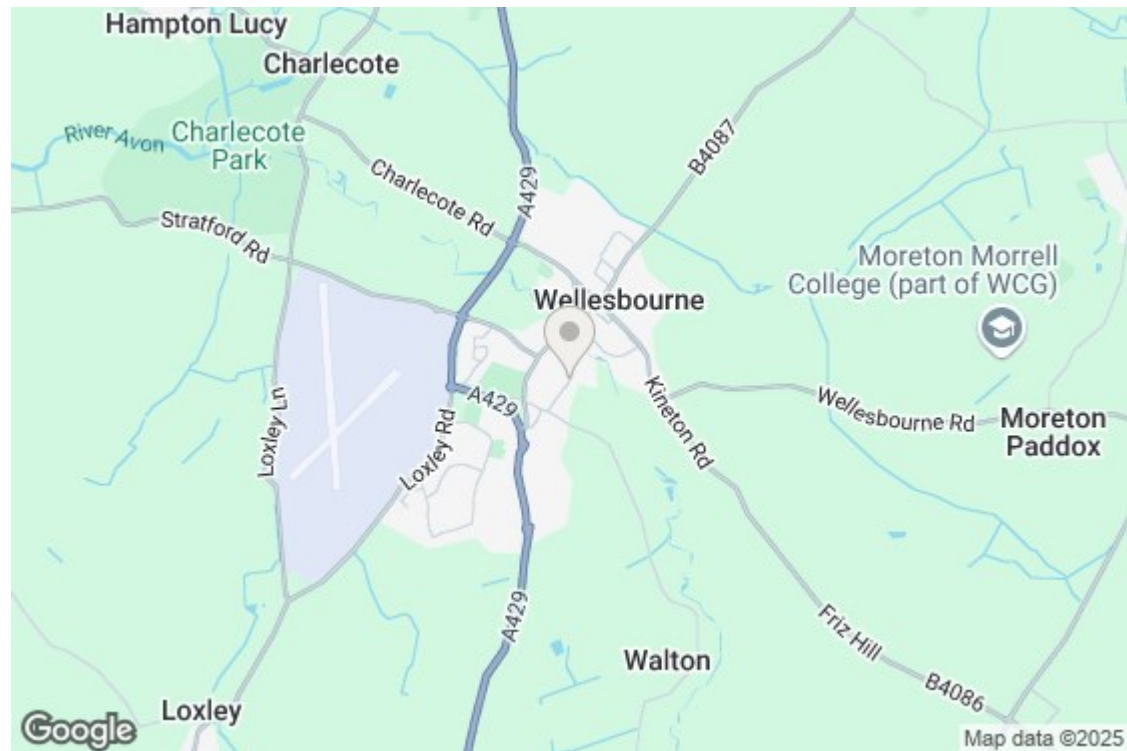 Hampton Lucy
Charlecote
River Avon
Charlecote
Park
Charlecote Rd
A429
B4087
Stratford Rd
Moreton Morrell
College (part of WCG)
Wellesbourne
Loxley Ln
A429
Loxley Rd
Kineton Rd
Wellesbourne Rd
Moreton
Paddox
A429
Friz Hill
Walton
B4086
Loxley
Google
Map data ©2025